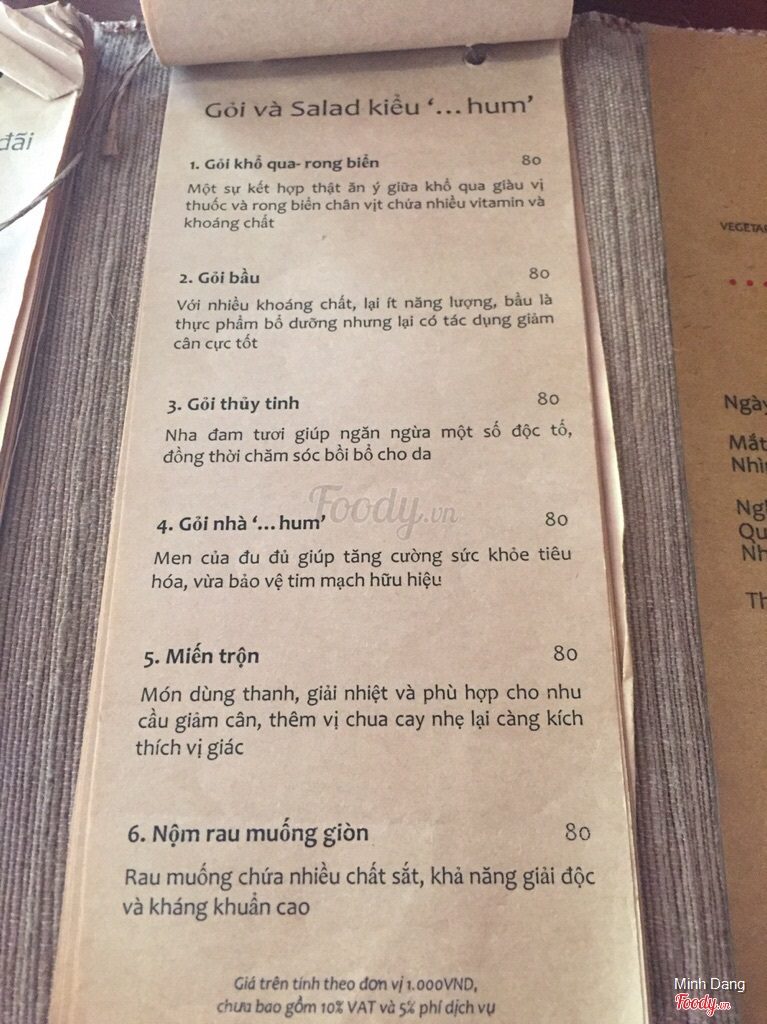 đãi
Gỏi và Salad kiểu ‘...hum’
1. Gỏi khổ qua- rong biển 80
Một sự kết hợp thật ăn ý giữa khổ qua giàu vị
thuốc và rong biển chân vịt chứa nhiều vitamin và
khoáng chất
2. Gỏi bầu 80
Với nhiều khoáng chất, lại ít năng lượng, bầu là
thực phẩm bổ dưỡng nhưng lại có tác dụng giảm
cân cực tốt
3. Gỏi thủy tinh 80
Nha đam tươi giúp ngăn ngừa một số độc tố,
đồng thời chăm sóc bồi bổ cho da
Foody.vn
4. Gỏi nhà ‘...hum’ 80
Men của đu đủ giúp tăng cường sức khỏe tiêu
hóa, vừa bảo vệ tim mạch hữu hiệu
5. Miến trộn 80
Món dùng thanh, giải nhiệt và phù hợp cho nhu
cầu giảm cân, thêm vị chua cay nhẹ lại càng kích
thích vị giác
6. Nộm rau muống giòn 80
Rau muống chứa nhiều chất sắt, khả năng giải độc
và kháng khuẩn cao
Giá trên tính theo đơn vị 1.000VND,
chưa bao gồm 10% VAT và 5% phí dịch vụ
VEGETAR
Ngày
Mắt
Nhìn
Ngh
Qu
Nh
Th
Minh Dang
Foody.vn